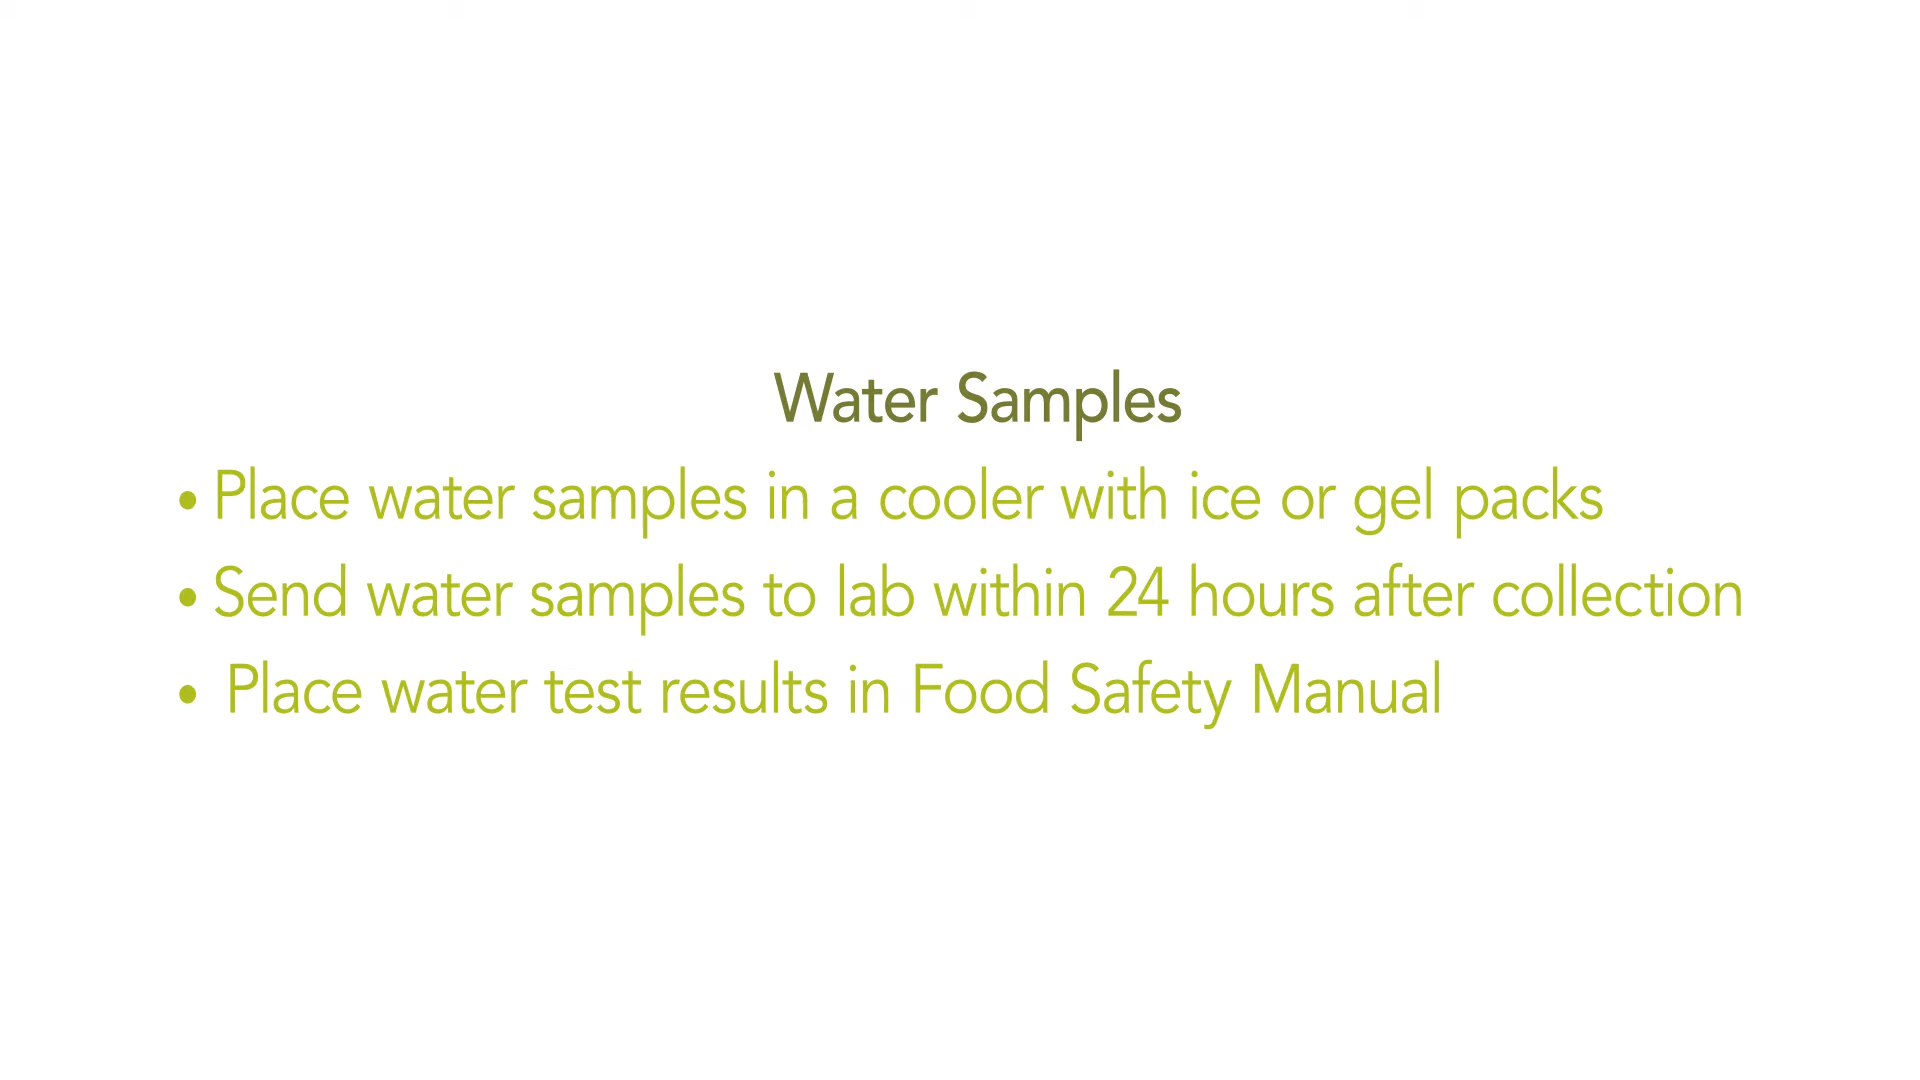 Water Samples
• Place water samples in a cooler with ice or gel packs
• Send water samples to lab within 24 hours after collection
• Place water test results in Food Safety Manual